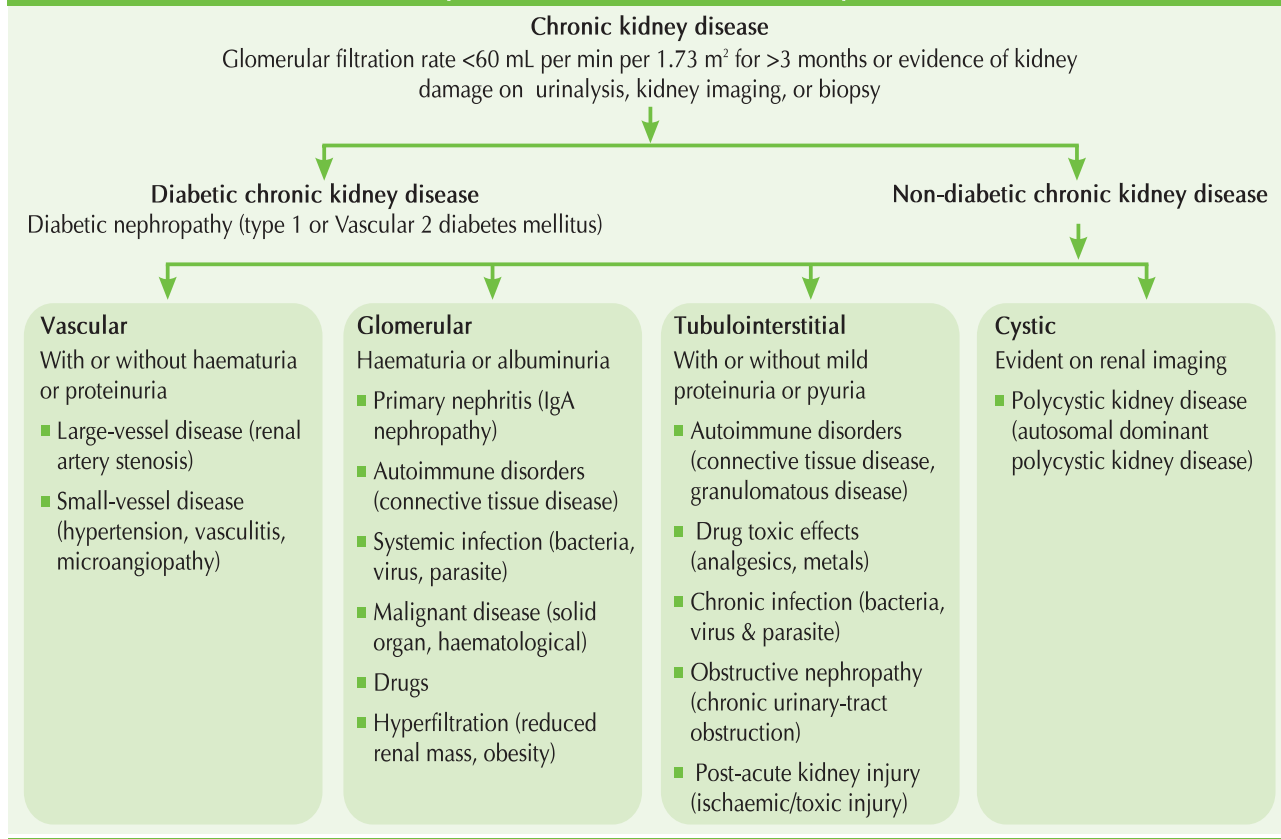 Chronic kidney disease
Glomerular filtration rate <60 mL per min per 1.73 m² for >3 months or evidence of kidney
damage on urinalysis, kidney imaging, or biopsy
Diabetic chronic kidney disease
Diabetic nephropathy (type 1 or Vascular 2 diabetes mellitus)
Non-diabetic chronic kidney disease
Vascular
With or without haematuria
or proteinuria
Large-vessel disease (renal
artery stenosis)
Small-vessel disease
(hypertension, vasculitis,
microangiopathy)
Glomerular
Haematuria or albuminuria
Primary nephritis (IgA
nephropathy)
Autoimmune disorders
(connective tissue disease)
Systemic infection (bacteria,
virus, parasite)
Malignant disease (solid
organ, haematological)
Drugs
Hyperfiltration (reduced
renal mass, obesity)
Tubulointerstitial
With or without mild
proteinuria or pyuria
Autoimmune disorders
(connective tissue disease,
granulomatous disease)
Drug toxic effects
(analgesics, metals)
Chronic infection (bacteria,
virus & parasite)
Obstructive nephropathy
(chronic urinary-tract
obstruction)
Post-acute kidney injury
(ischaemic/toxic injury)
Cystic
Evident on renal imaging
Polycystic kidney disease
(autosomal dominant
polycystic kidney disease)